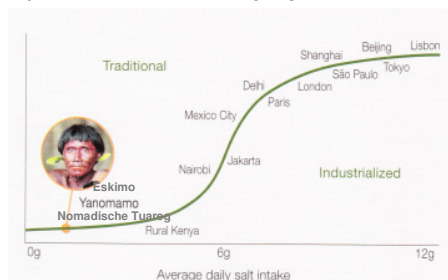 Traditional
Shanghai
Beijing
Lisbon
São Paulo
Tokyo
Delhi
London
Paris
Mexico City
Nairobi
Jakarta
Industrialized
Eskimo
Yanomamo
Nomadische Tuareg
Rural Kenya
0g 6g 12g
Average daily salt intake